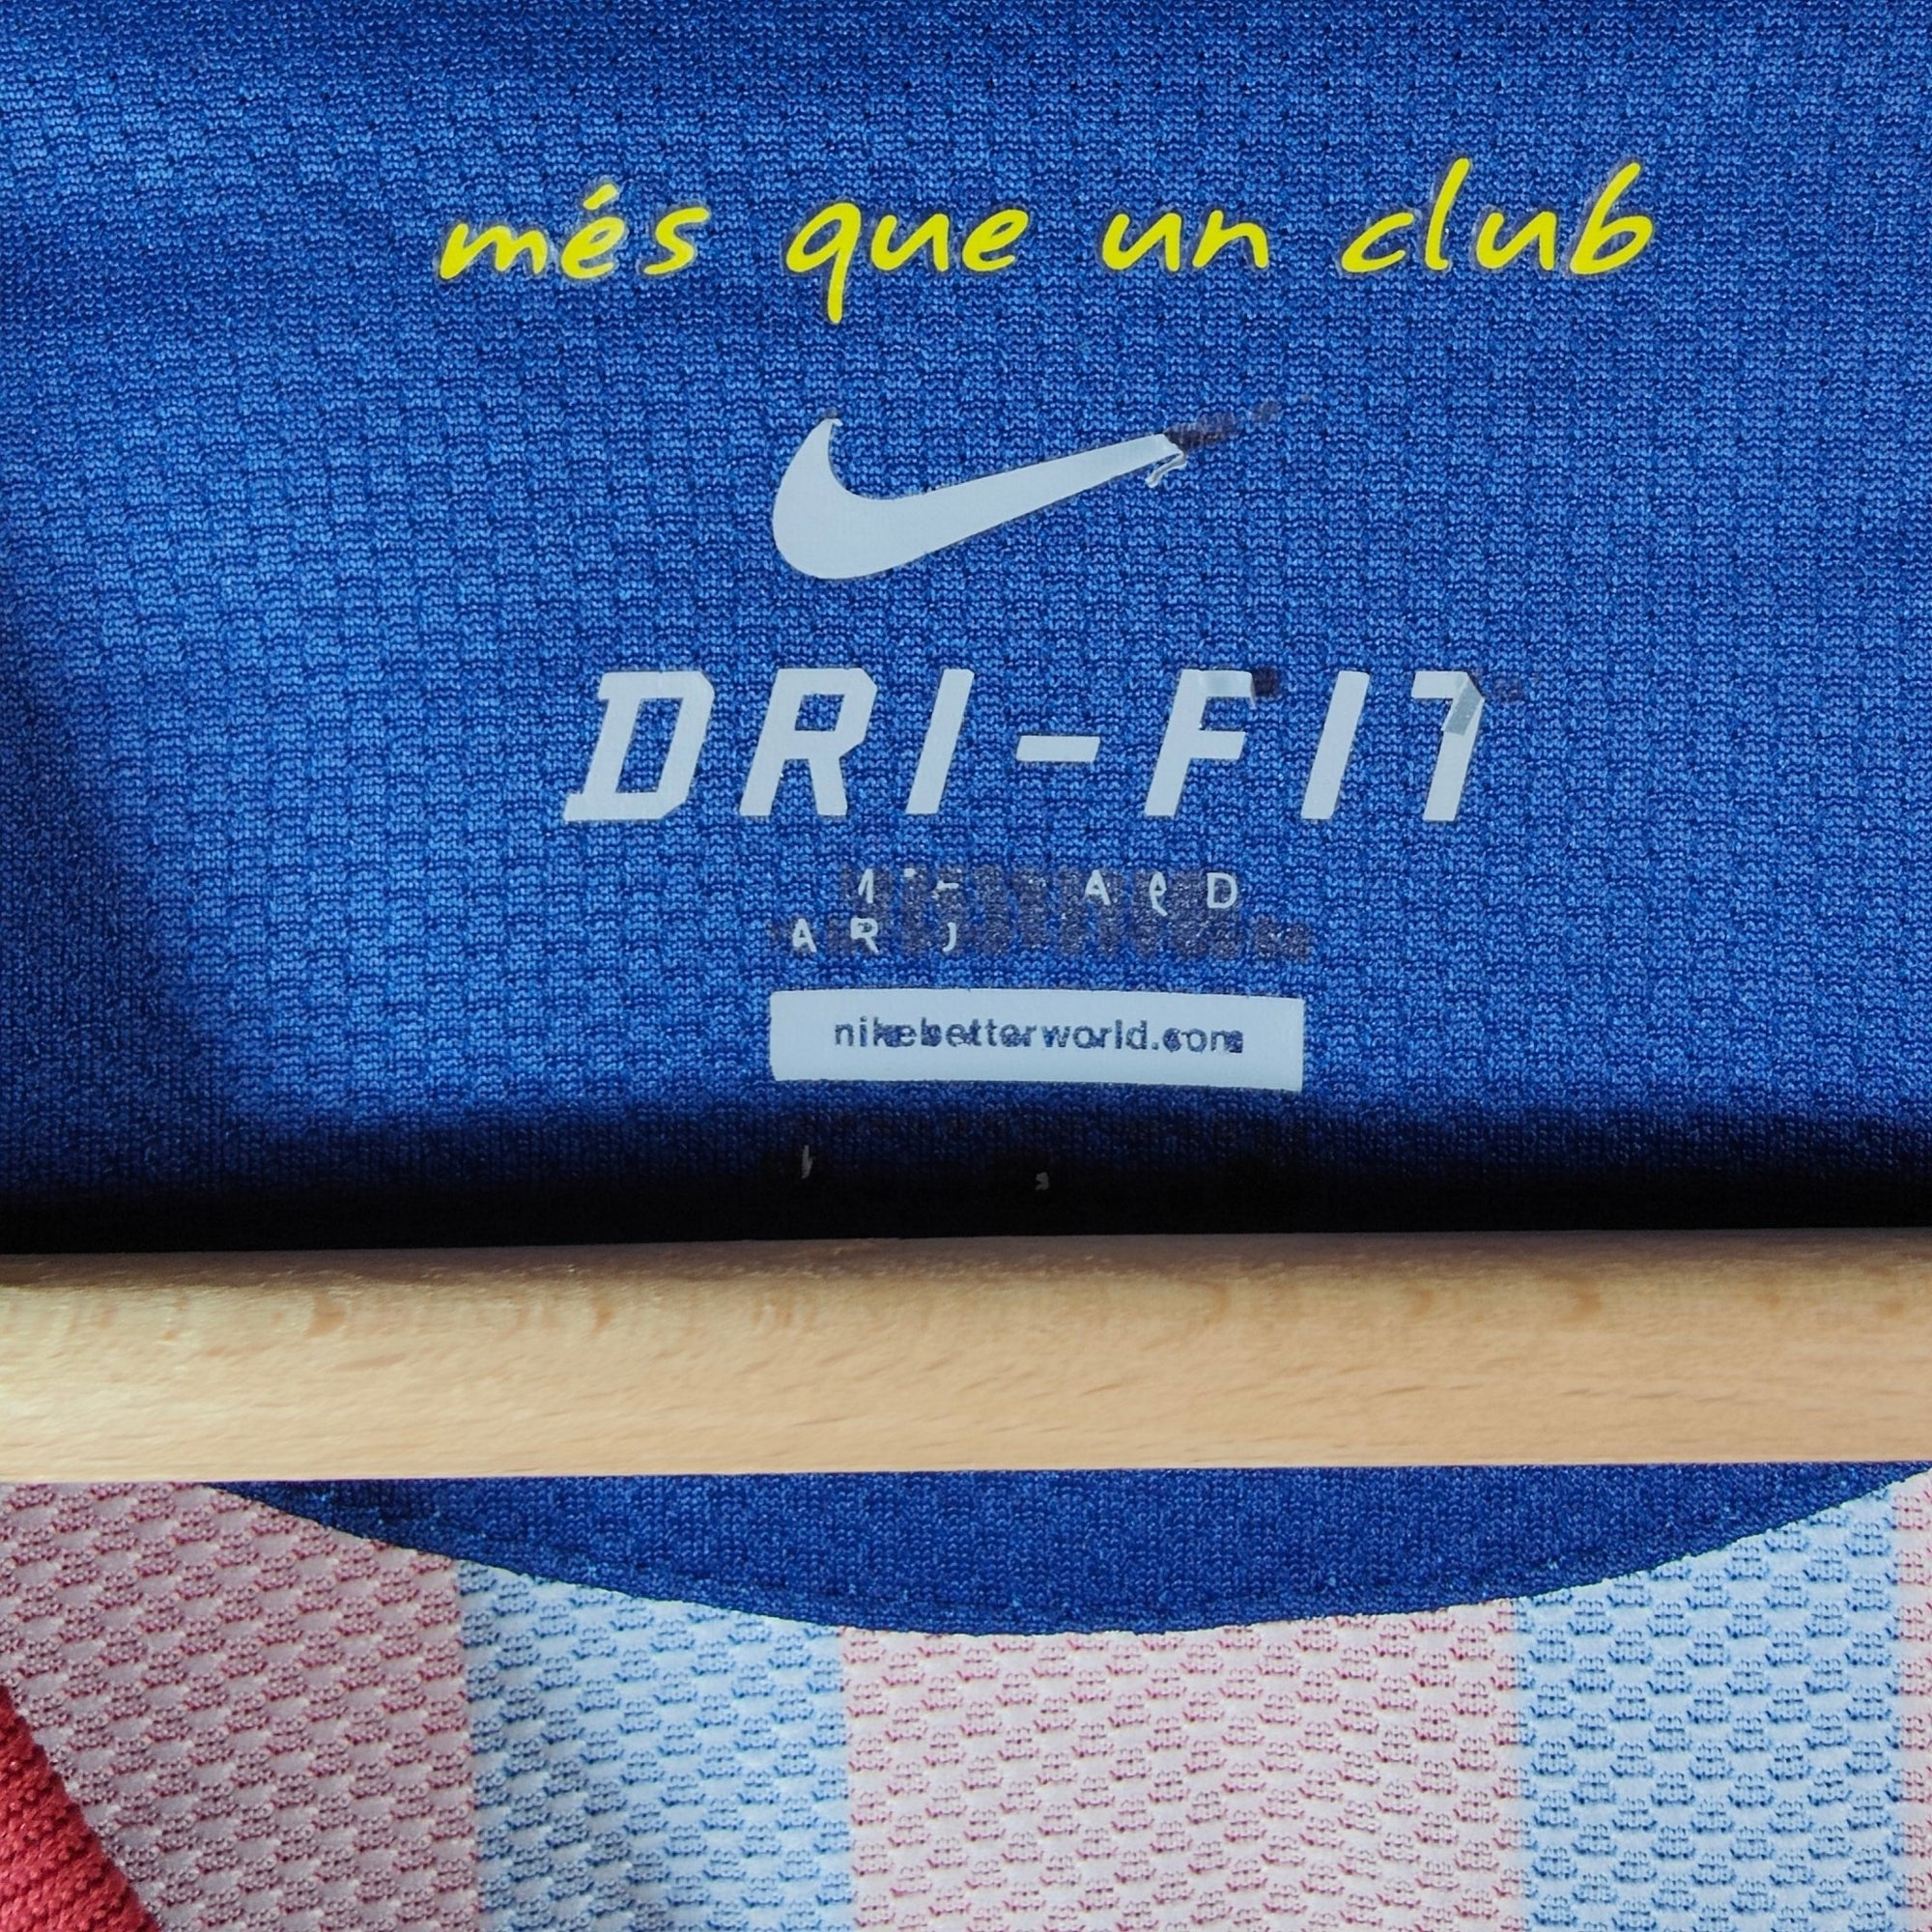 més que un club
DRI-FIT
nikebetterworld.com